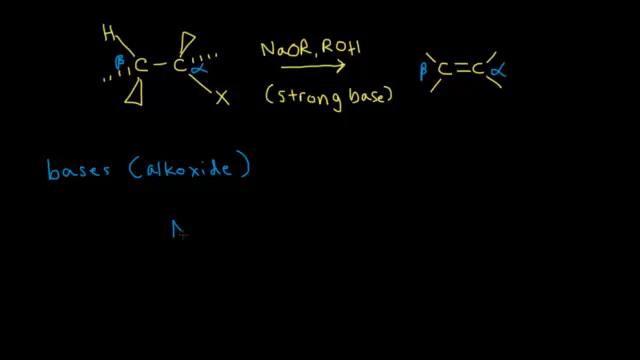 H
NaOR, ROH
β C - C α
β C = C α
X
(strong base)
bases (alkoxide)